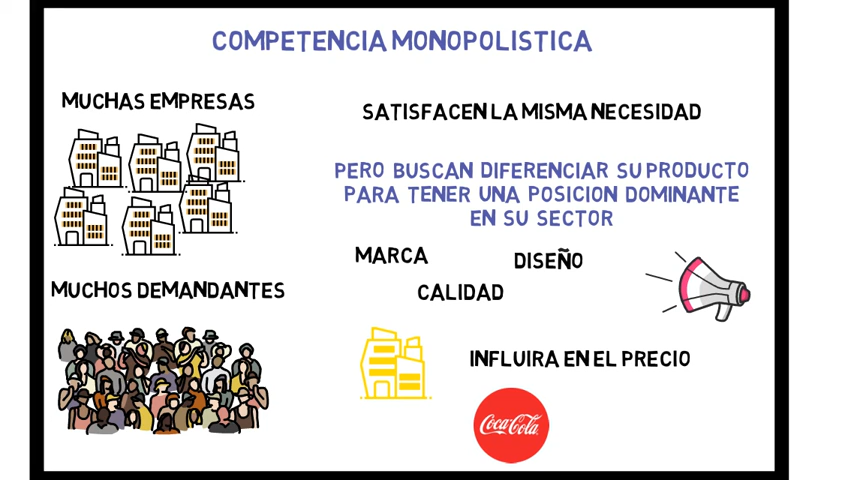 COMPETENCIA MONOPOLISTICA
MUCHAS EMPRESAS
SATISFACEN LA MISMA NECESIDAD
PERO BUSCAN DIFERENCIAR SU PRODUCTO
PARA TENER UNA POSICION DOMINANTE
EN SU SECTOR
MARCA
DISEÑO
CALIDAD
MUCHOS DEMANDANTES
INFLUIRA EN EL PRECIO
Coca-Cola